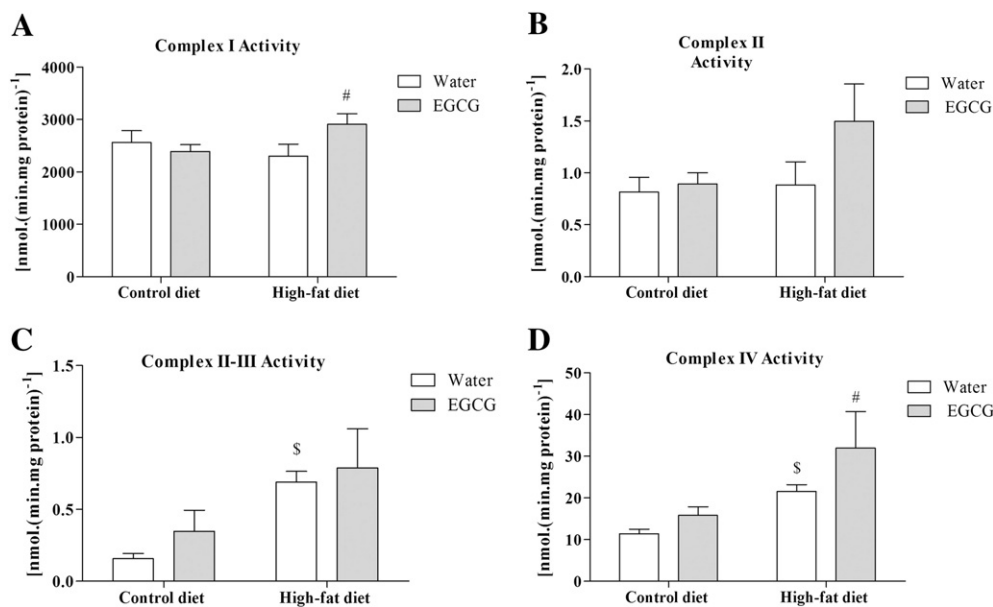 A
Complex I Activity
[nmol.(min.mg protein)-1]
4000
3000
2000
1000
0
#
Control diet
High-fat diet
Water
EGCG
B
Complex II
Activity
[nmol.(min.mg protein)-1]
2.0
1.5
1.0
0.5
0.0
Control diet
High-fat diet
Water
EGCG
C
Complex II-III Activity
[nmol.(min.mg protein)-1]
1.5
1.0
0.5
0.0
$
Control diet
High-fat diet
Water
EGCG
D
Complex IV Activity
[nmol.(min.mg protein)-1]
50
40
30
20
10
0
$
#
Control diet
High-fat diet
Water
EGCG